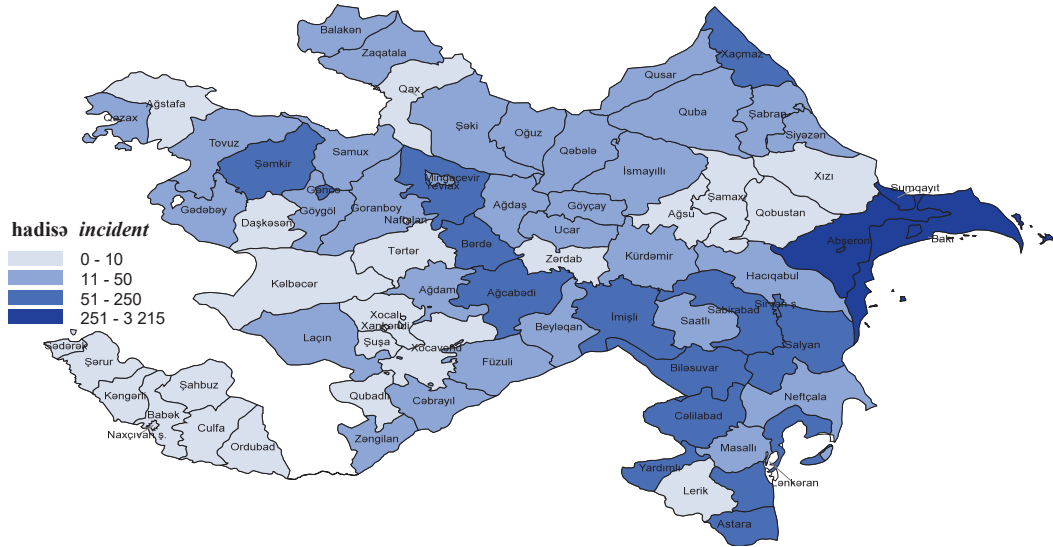 Balakən
Zaqatala
Xaçmaz
Qax
Qusar
Ağstafa
Qazax
Quba
Şabran
Şəki
Oğuz
Siyəzən
Tovuz
Samux
Qəbələ
Şəmkir
İsmayıllı
Xızı
Mingəçevir
Yevlax
Gəncə
Şamaxı
Sumqayıt
Gədəbəy
Göygöl
Goranboy
Ağdaş
Göyçay
Ağsu
Qobustan
Daşkəsən
Naftalan
Ucar
hadisə incident
Abşeron
Bakı
Tərtər
Bərdə
Zərdab
Kürdəmir
0 - 10
Hacıqabul
11 - 50
Kəlbəcər
Ağdam
Ağcabədi
51 - 250
Şirvan ş.
Sabirabad
251 - 3 215
Xocalı
İmişli
Saatlı
Xankəndi
Beyləqan
Laçın
Şuşa
Xocavənd
Salyan
Sədərək
Şərur
Füzuli
Biləsuvar
Şahbuz
Kəngərli
Qubadlı
Cəbrayıl
Neftçala
Babək
Cəlilabad
Culfa
Naxçıvan ş.
Zəngilan
Ordubad
Masallı
Yardımlı
Lənkəran
Lerik
Astara